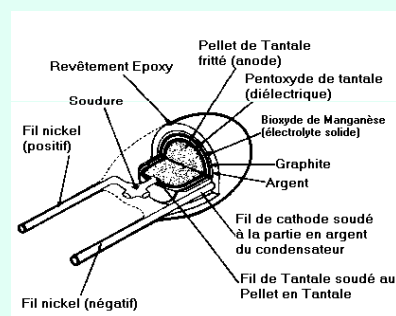 Pellet de Tantale
fritté (anode)
Revêtement Epoxy
Pentoxyde de tantale
(diélectrique)
Soudure
Bioxyde de Manganèse
(électrolyte solide)
Fil nickel
(positif)
Graphite
Argent
Fil de cathode soudé
à la partie en argent
du condensateur
Fil de Tantale soudé au
Pellet en Tantale
Fil nickel (négatif)